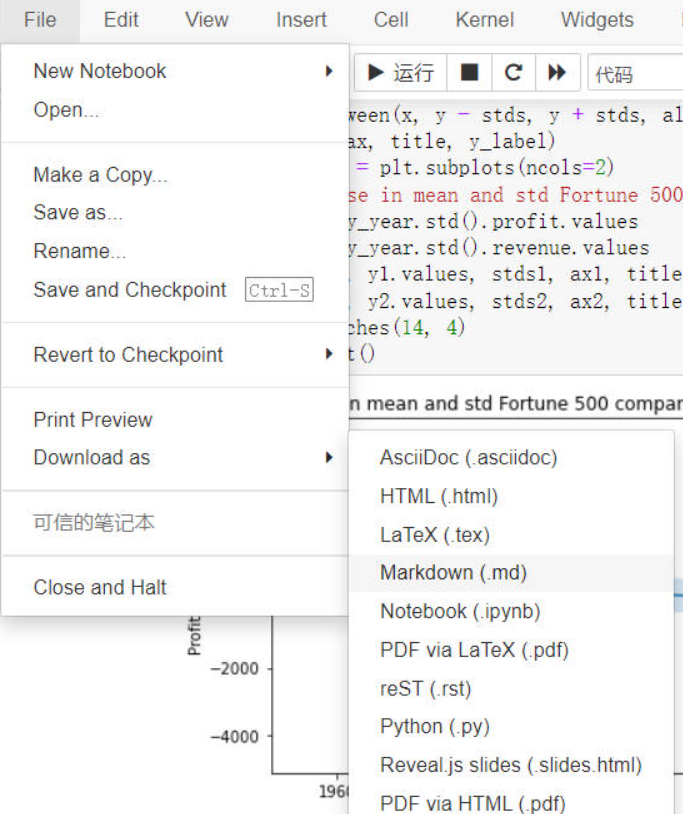 File Edit View Insert Cell Kernel Widgets
New Notebook
Open...
Make a Copy...
Save as...
Rename...
Save and Checkpoint Ctrl-S
Revert to Checkpoint
Print Preview
Download as
可信的笔记本
Close and Halt
运行 代码
ween(x, y - stds, y + stds, al
ax, title, y_label)
= plt.subplots(ncols=2)
se in mean and std Fortune 500
y_year.std().profit.values
y_year.std().revenue.values
, y1.values, stds1, ax1, title
, y2.values, stds2, ax2, title
ches(14, 4)
t()
n mean and std Fortune 500 compar
AsciiDoc (.asciidoc)
HTML (.html)
LaTeX (.tex)
Markdown (.md)
Notebook (.ipynb)
PDF via LaTeX (.pdf)
reST (.rst)
Python (.py)
Reveal.js slides (.slides.html)
PDF via HTML (.pdf)
Profit
−2000
−4000
1960